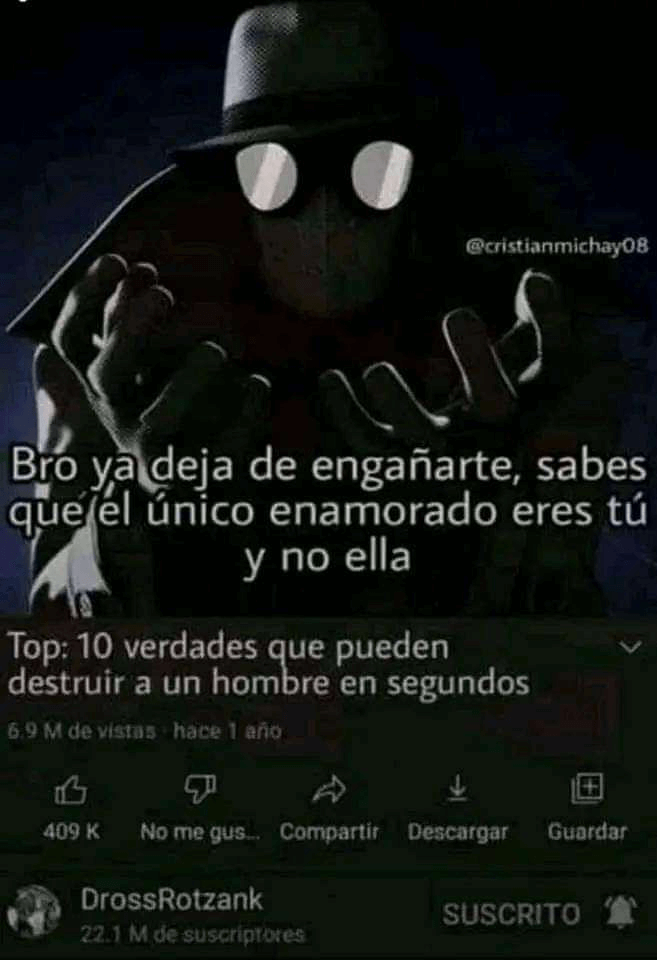 @cristianmichay08
Bro ya deja de engañarte, sabes
que el único enamorado eres tú
y no ella
Top: 10 verdades que pueden
destruir a un hombre en segundos
6.9 M de vistas · hace 1 año
409 K No me gus... Compartir Descargar Guardar
DrossRotzank
SUSCRITO
22.1 M de suscriptores